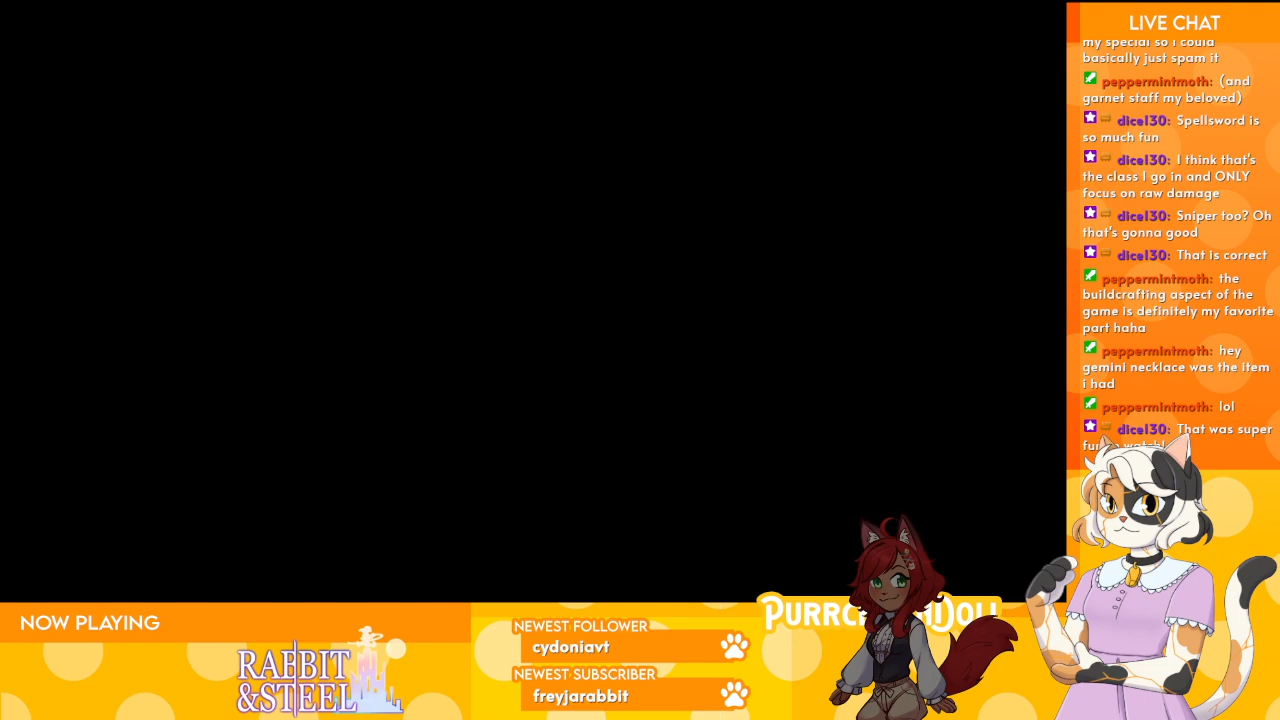 LIVE CHAT
my special so I could
basically just spam it
peppermintmoth: (and
garnet staff my beloved)
dice130: Spellsword is
so much fun
dice130: I think that's
the class I go in and ONLY
focus on raw damage
dice130: Sniper too? Oh
that's gonna good
dice130: That is correct
peppermintmoth: the
buildcrafting aspect of the
game is definitely my favorite
part haha
peppermintmoth: hey
gemini necklace was the item
i had
peppermintmoth: lol
dice130: That was super
NOW PLAYING
RABBIT
&STEEL
NEWEST FOLLOWER
cydoniavt
NEWEST SUBSCRIBER
freyjarabbit